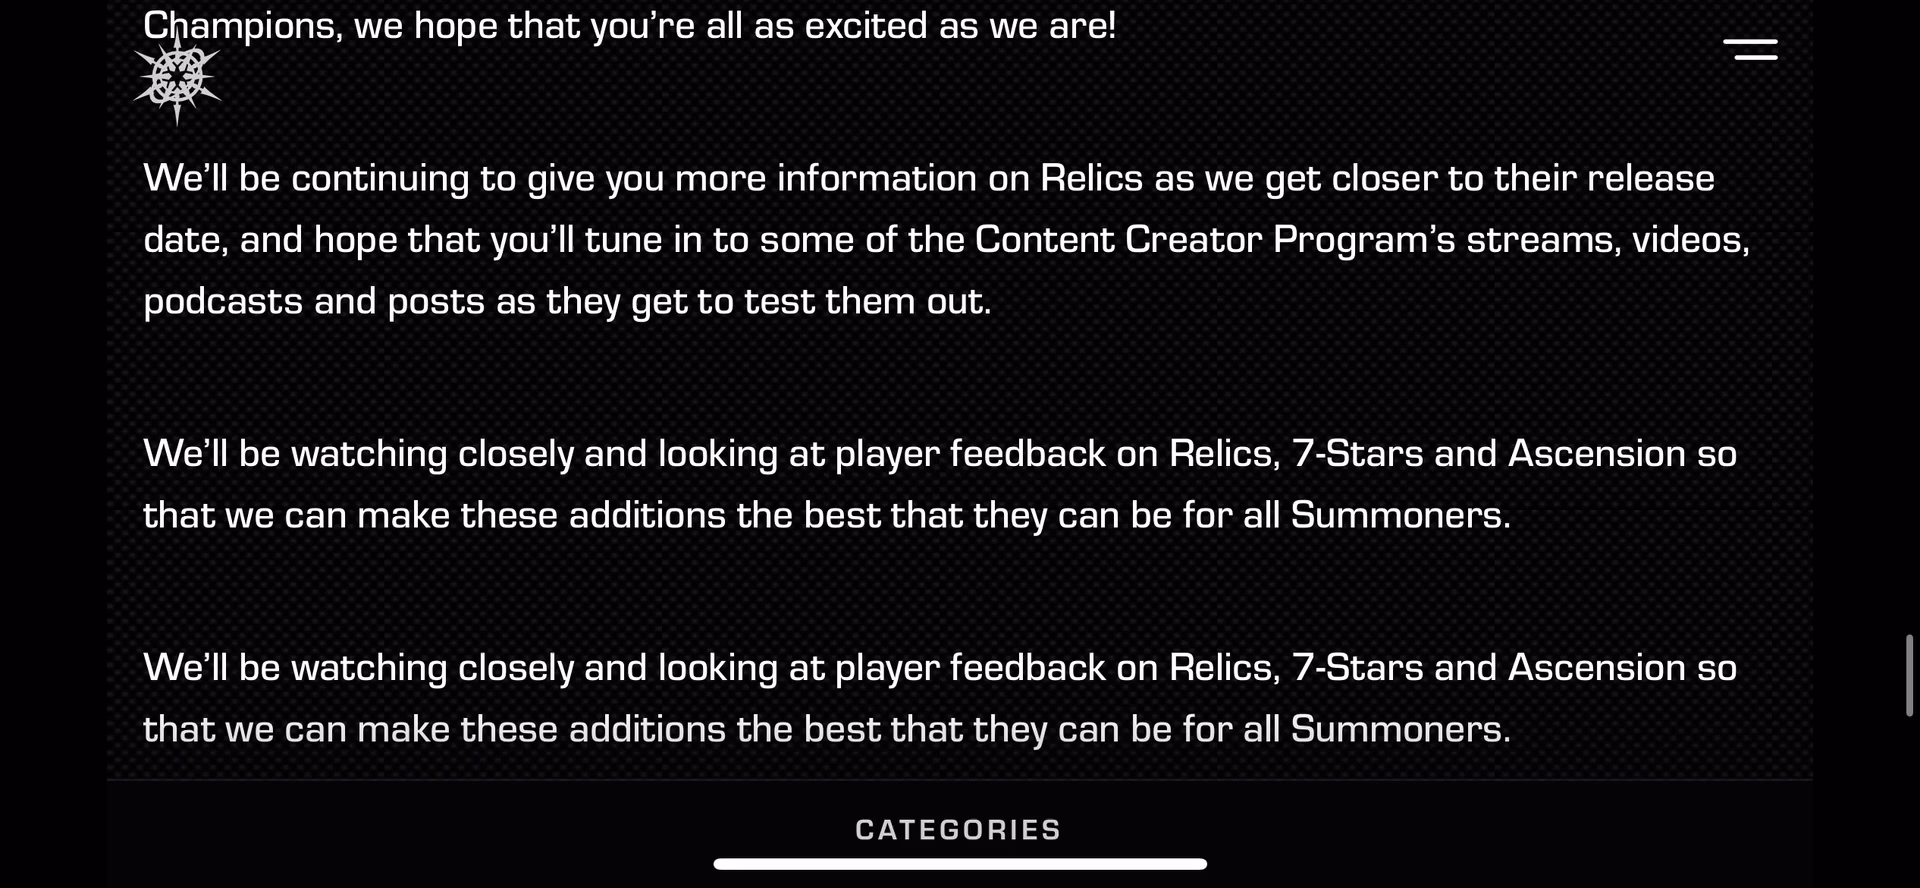 Champions, we hope that you’re all as excited as we are!
We’ll be continuing to give you more information on Relics as we get closer to their release
date, and hope that you’ll tune in to some of the Content Creator Program’s streams, videos,
podcasts and posts as they get to test them out.
We’ll be watching closely and looking at player feedback on Relics, 7-Stars and Ascension so
that we can make these additions the best that they can be for all Summoners.
We’ll be watching closely and looking at player feedback on Relics, 7-Stars and Ascension so
that we can make these additions the best that they can be for all Summoners.
CATEGORIES